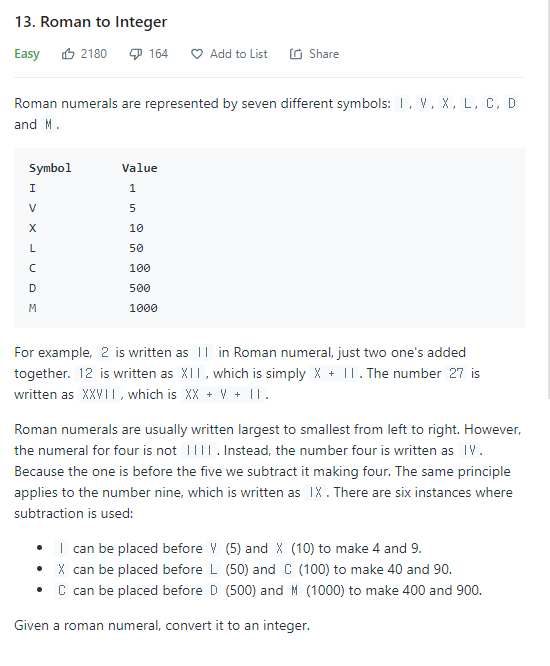 13. Roman to Integer
Easy 2180 164 Add to List Share
Roman numerals are represented by seven different symbols: I, V, X, L, C, D
and M.
Symbol Value
I 1
V 5
X 10
L 50
C 100
D 500
M 1000
For example, 2 is written as II in Roman numeral, just two one's added
together. 12 is written as XII, which is simply X + II. The number 27 is
written as XXVII, which is XX + V + II.
Roman numerals are usually written largest to smallest from left to right. However,
the numeral for four is not IIII. Instead, the number four is written as IV.
Because the one is before the five we subtract it making four. The same principle
applies to the number nine, which is written as IX. There are six instances where
subtraction is used:
• I can be placed before V (5) and X (10) to make 4 and 9.
• X can be placed before L (50) and C (100) to make 40 and 90.
• C can be placed before D (500) and M (1000) to make 400 and 900.
Given a roman numeral, convert it to an integer.